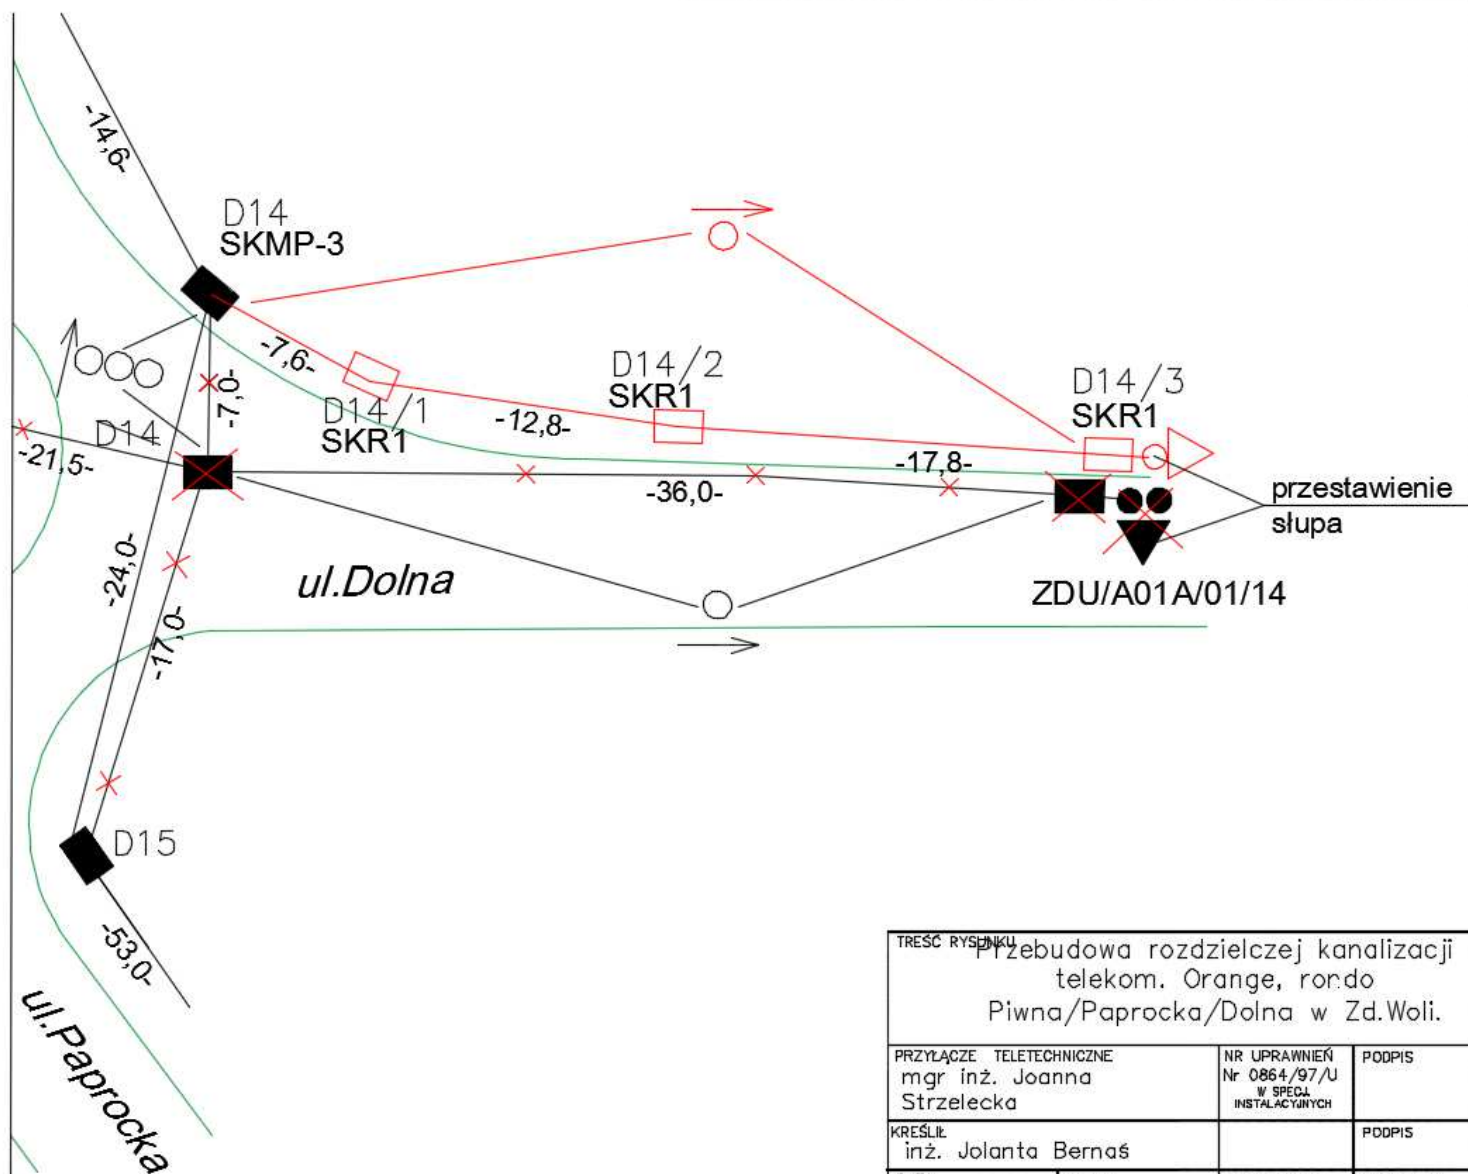 -14,6-
D14
SKMP-3
-7,6-
D14/1
SKR1
D14/2
SKR1
-12,8-
D14/3
SKR1
-7,0-
D14
-21,5-
-17,8-
-36,0-
przestawienie
słupa
ZDU/A01A/01/14
-24,0-
ul.Dolna
-17,0-
D15
-53,0-
ul.Paprocka
TREŚĆ RYSUNKU
Przebudowa rozdzielczej kanalizacji
telekom. Orange, rondo
Piwna/Paprocka/Dolna w Zd.Woli.
PRZYŁĄCZE TELETECHNICZNE
mgr inż. Joanna
Strzelecka
NR UPRAWNIEŃ
Nr 0864/97/U
W SPECJ.
INSTALACYJNYCH
PODPIS
KREŚLIŁ
inż. Jolanta Bernaś
PODPIS